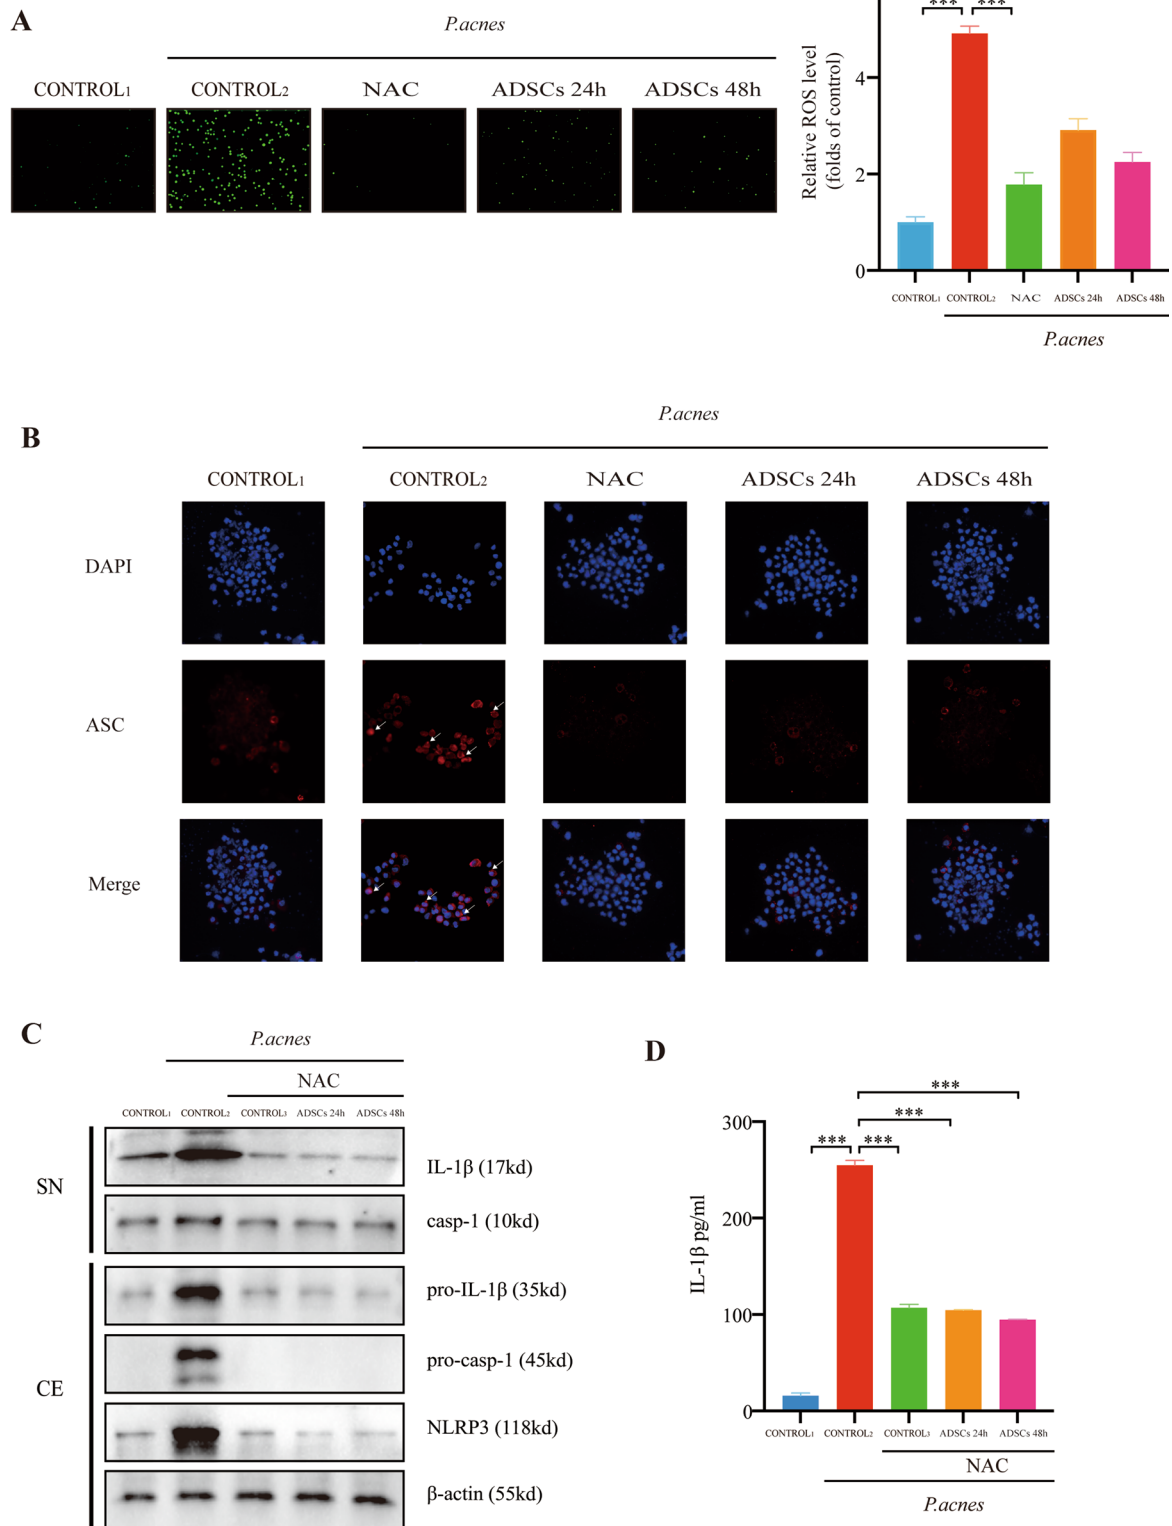 A
P.acnes
CONTROL1 CONTROL2 NAC ADSCs 24h ADSCs 48h
*** ***
Relative ROS level
(folds of control)
4
2
0
CONTROL1 CONTROL2 NAC ADSCs 24h ADSCs 48h
P.acnes
B
P.acnes
CONTROL1 CONTROL2 NAC ADSCs 24h ADSCs 48h
DAPI
ASC
Merge
C
P.acnes
NAC
CONTROL1 CONTROL2 CONTROL3 ADSCs 24h ADSCs 48h
SN
IL-1β (17kd)
casp-1 (10kd)
CE
pro-IL-1β (35kd)
pro-casp-1 (45kd)
NLRP3 (118kd)
β-actin (55kd)
D
***
***
*** ***
IL-1β pg/ml
300
200
100
0
CONTROL1 CONTROL2 CONTROL3 ADSCs 24h ADSCs 48h
NAC
P.acnes